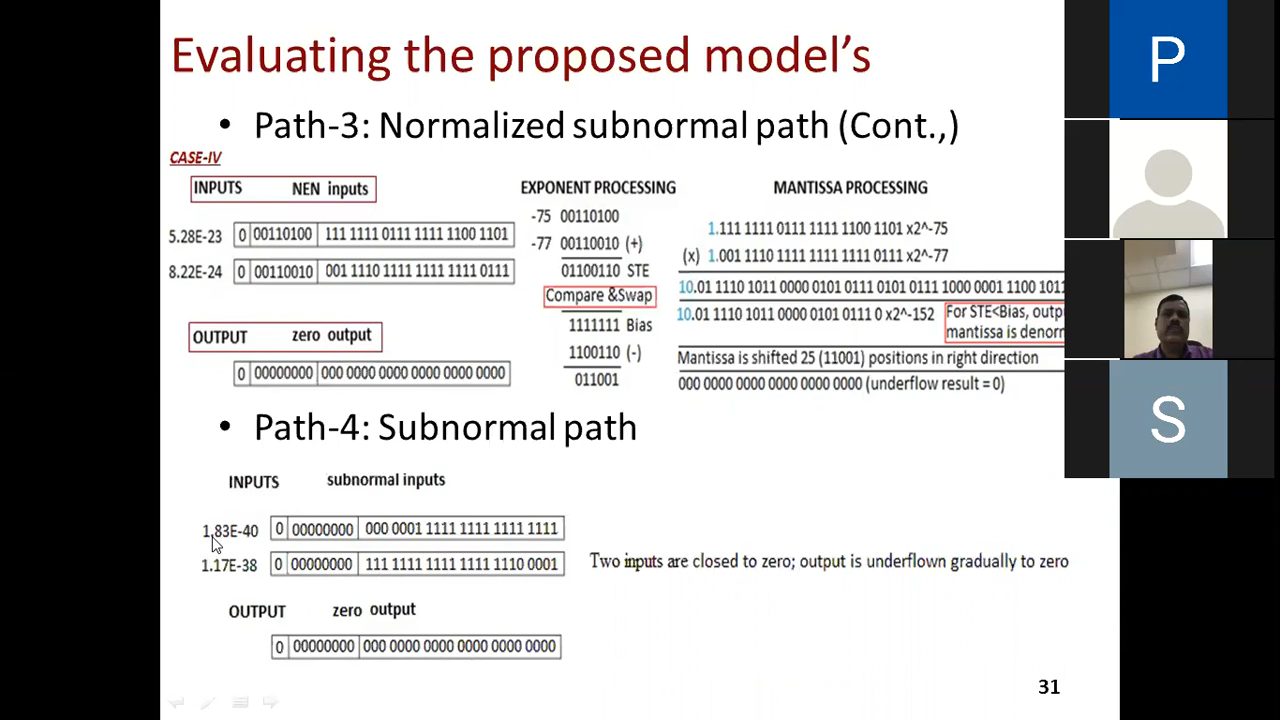 Evaluating the proposed model’s
• Path-3: Normalized subnormal path (Cont.,)
CASE-IV
INPUTS NEN inputs
5.28E-23 0 00110100 111 1111 0111 1111 1100 1101
8.22E-24 0 00110010 001 1110 1111 1111 1111 0111
OUTPUT zero output
0 00000000 000 0000 0000 0000 0000 0000
EXPONENT PROCESSING
-75 00110100
-77 00110010 (+)
01100110 STE
Compare &Swap
1111111 Bias
1100110 (-)
011001
MANTISSA PROCESSING
1.111 1111 0111 1111 1100 1101 x2^-75
(x) 1.001 1110 1111 1111 1111 0111 x2^-77
10.01 1110 1011 0000 0101 0111 0101 0111 1000 0001 1100 1011
10.01 1110 1011 0000 0101 0111 0 x2^-152
For STE<Bias, outp
mantissa is denorm
Mantissa is shifted 25 (11001) positions in right direction
000 0000 0000 0000 0000 0000 (underflow result = 0)
• Path-4: Subnormal path
INPUTS subnormal inputs
1.83E-40 0 00000000 000 0001 1111 1111 1111 1111
1.17E-38 0 00000000 111 1111 1111 1111 1110 0001
Two inputs are closed to zero; output is underflown gradually to zero
OUTPUT zero output
0 00000000 000 0000 0000 0000 0000 0000
31
P
S